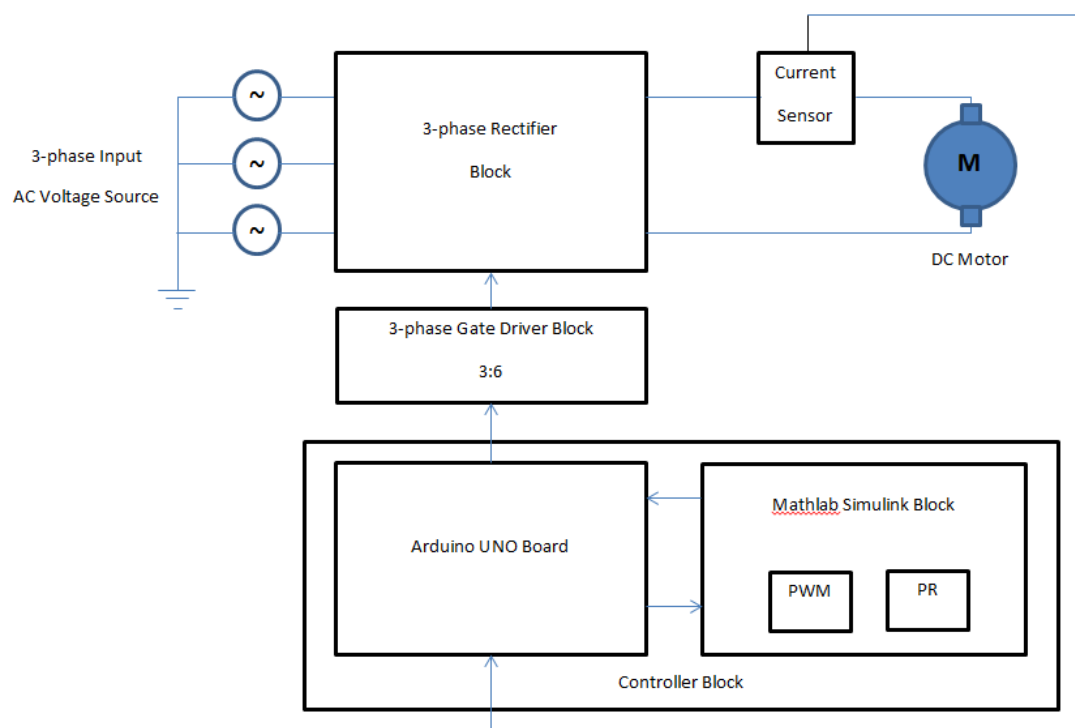 Current
Sensor
~
3-phase Rectifier
Block
3-phase Input
AC Voltage Source
~
M
~
DC Motor
3-phase Gate Driver Block
3:6
Mathlab Simulink Block
Arduino UNO Board
PWM
PR
Controller Block